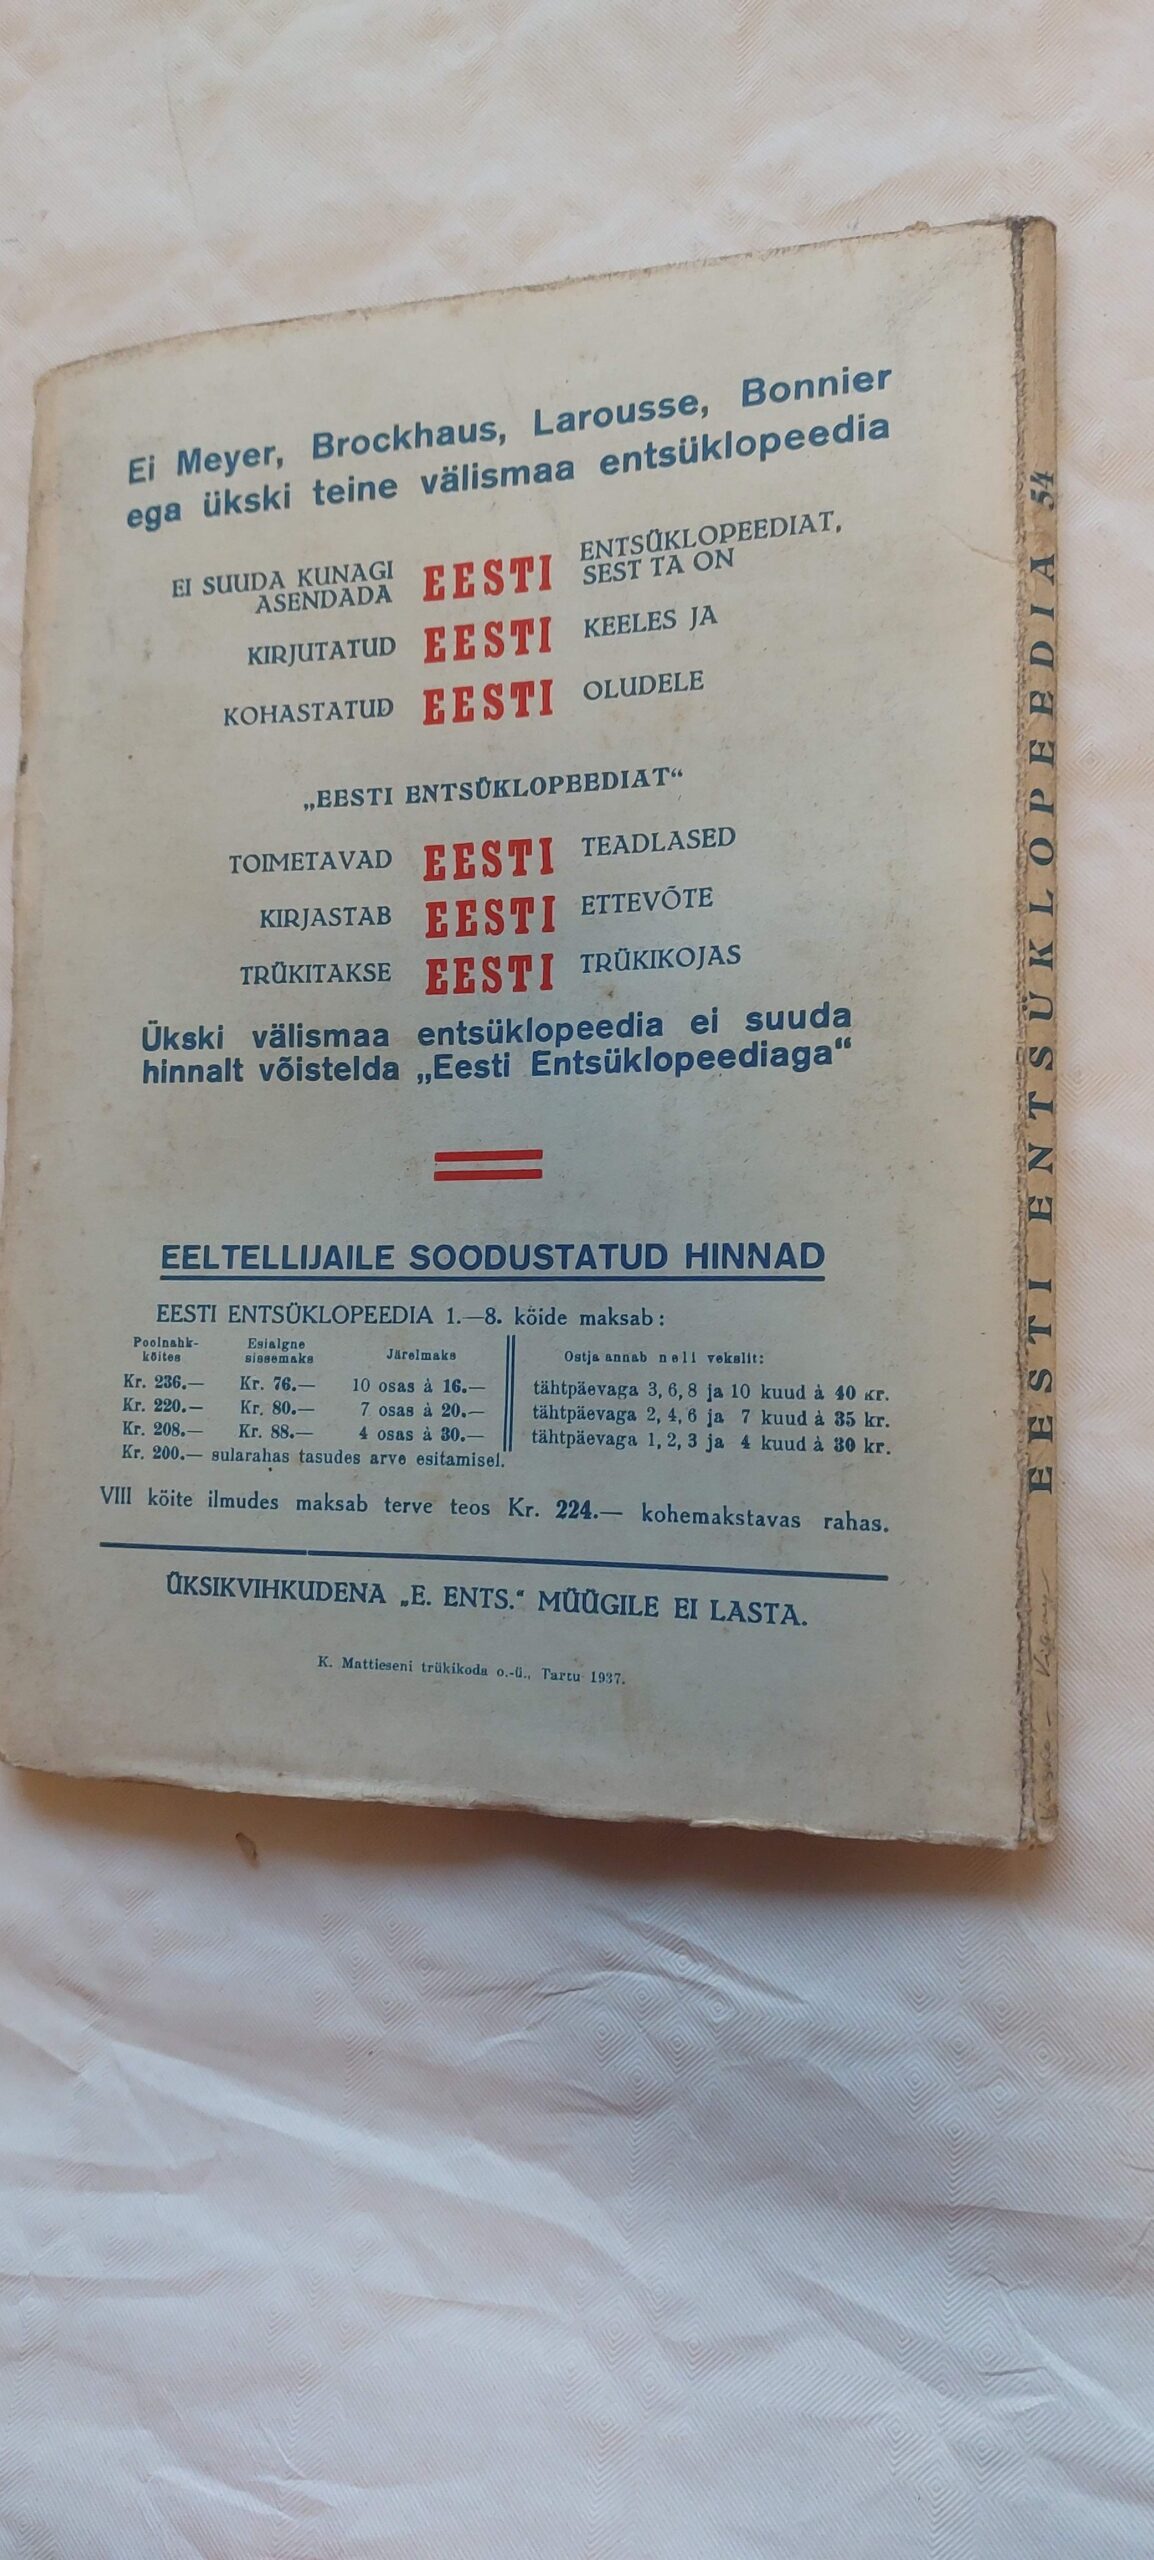 Ei Meyer, Brockhaus, Larousse, Bonnier
ega ükski teine välismaa entsüklopeedia
EI SUUDA KUNAGI ASENDADA EESTI ENTSÜKLOPEEDIAT, SEST TA ON
KIRJUTATUD EESTI KEELES JA
KOHASTATUD EESTI OLUDELE
„EESTI ENTSÜKLOPEEDIAT“
TOIMETAVAD EESTI TEADLASED
KIRJASTAB EESTI ETTEVÕTE
TRÜKITAKSE EESTI TRÜKIKOJAS
Ükski välismaa entsüklopeedia ei suuda
hinnalt võistelda „Eesti Entsüklopeediaga“
EELTELLIJAILE SOODUSTATUD HINNAD
EESTI ENTSÜKLOPEEDIA 1.—8. köide maksab:
Poolnahk-köites Esialgne sissemaks Järelmaks Ostja annab neli vekslit:
Kr. 236.— Kr. 76.— 10 osas à 16.— tähtpäevaga 3, 6, 8 ja 10 kuud à 40 kr.
Kr. 220.— Kr. 80.— 7 osas à 20.— tähtpäevaga 2, 4, 6 ja 7 kuud à 35 kr.
Kr. 208.— Kr. 88.— 4 osas à 30.— tähtpäevaga 1, 2, 3 ja 4 kuud à 30 kr.
Kr. 200.— sularahas tasudes arve esitamisel.
VIII köite ilmudes maksab terve teos Kr. 224.— kohemakstavas rahas.
ÜKSIKVIHKUDENA „E. ENTS.“ MÜÜGILE EI LASTA.
K. Mattieseni trükikoda o.-ü., Tartu 1937.
EESTI ENTSÜKLOPEEDIA 54